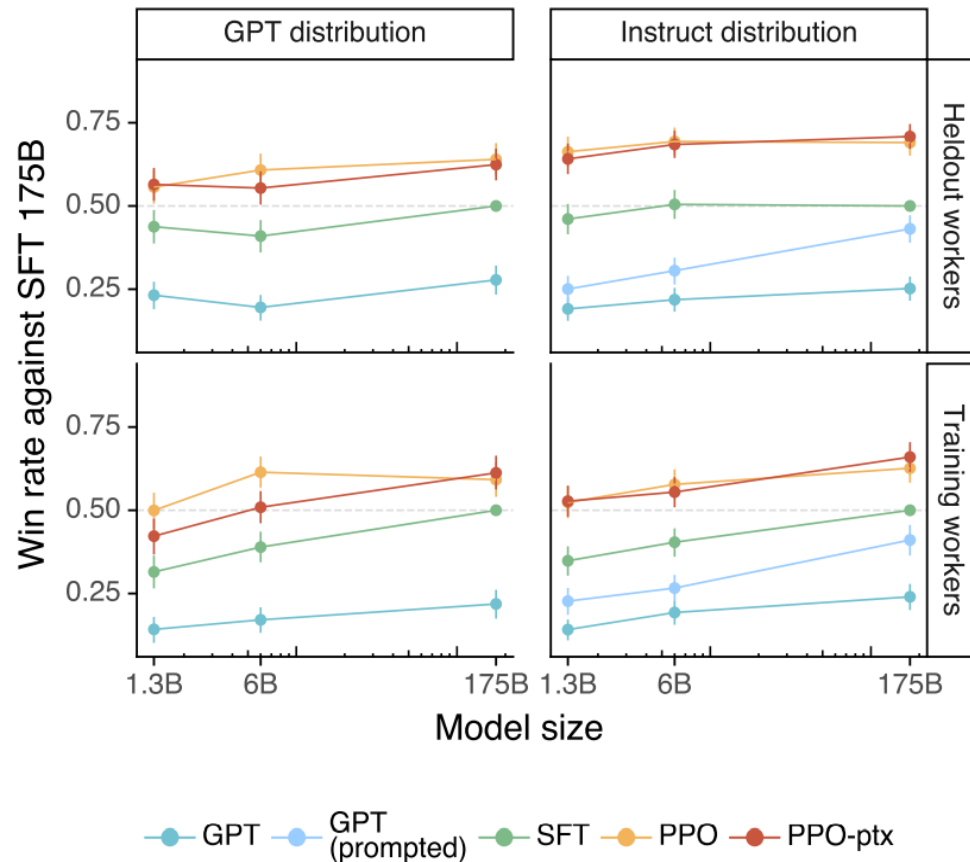 GPT distribution
Instruct distribution
Win rate against SFT 175B
0.75
0.50
0.25
Heldout workers
0.75
0.50
0.25
Training workers
1.3B 6B 175B
1.3B 6B 175B
Model size
GPT
GPT (prompted)
SFT
PPO
PPO-ptx